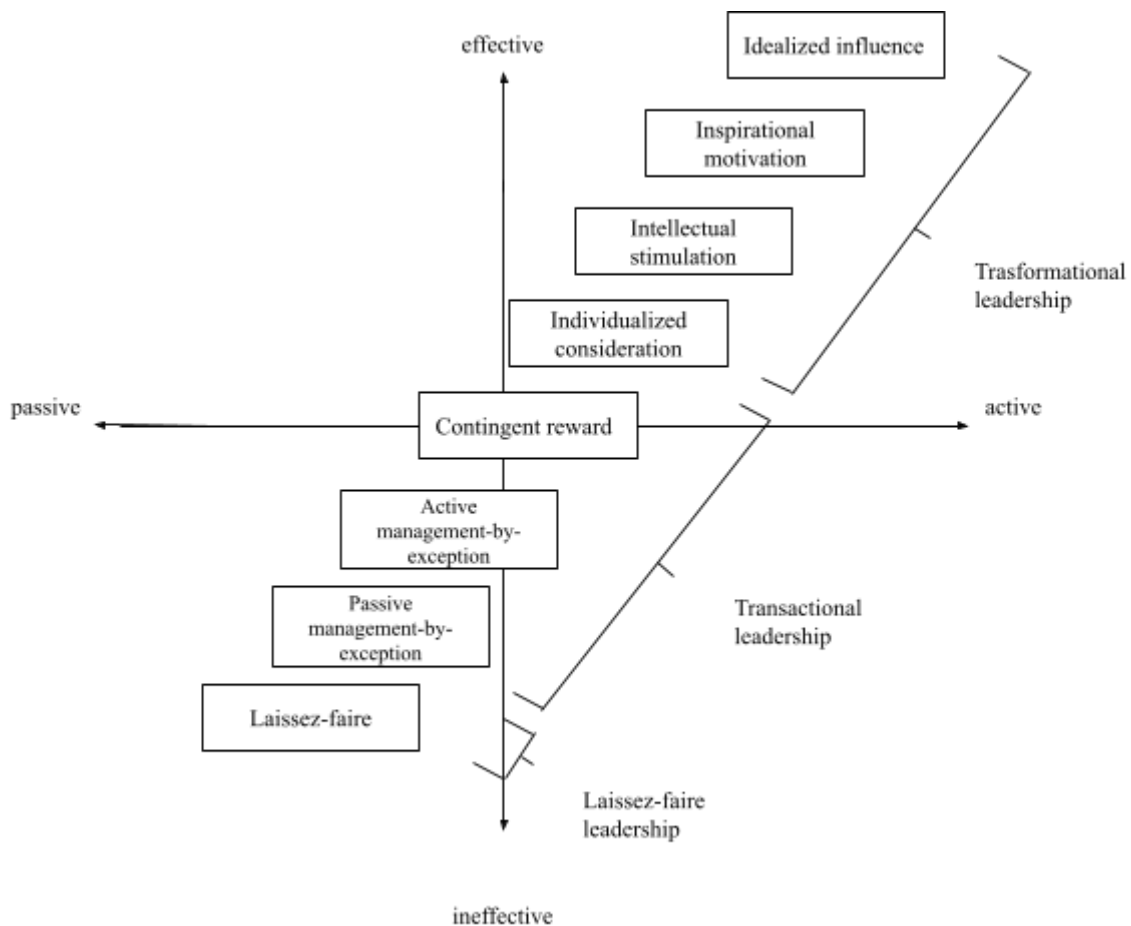 effective
Idealized influence
Inspirational
motivation
Intellectual
stimulation
Trasformational
leadership
Individualized
consideration
passive
active
Contingent reward
Active
management-by-
exception
Passive
management-by-
exception
Transactional
leadership
Laissez-faire
Laissez-faire
leadership
ineffective